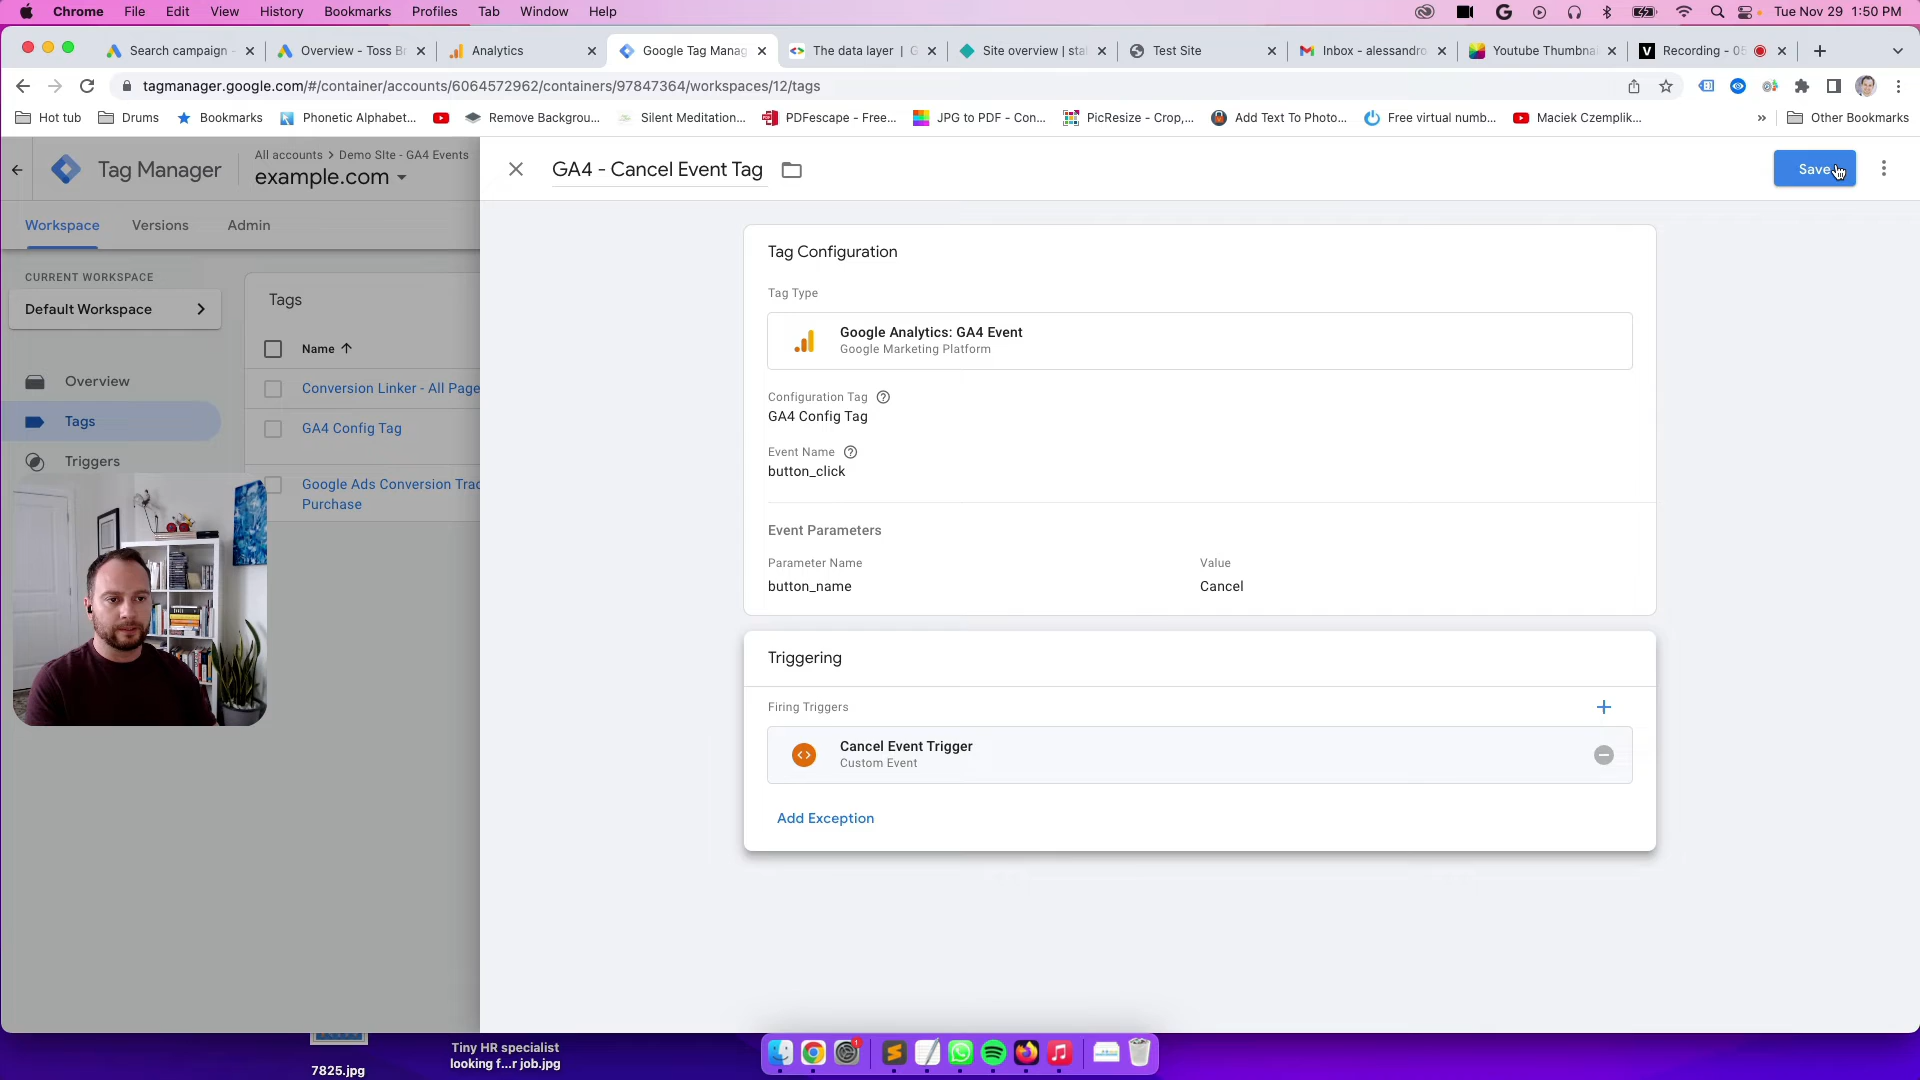 Chrome File Edit View History Bookmarks Profiles Tab Window Help Tue Nov 29 1:50 PM
Search campaign - Overview - Toss B Analytics Google Tag Manag The data layer | G Site overview | sta Test Site Inbox - alessandro Youtube Thumbnai Recording - 05
tagmanager.google.com/#/container/accounts/6064572962/containers/97847364/workspaces/12/tags
Hot tub Drums Bookmarks Phonetic Alphabet... Remove Backgrou... Silent Meditation... PDFescape - Free... JPG to PDF - Con... PicResize - Crop,... Add Text To Photo... Free virtual numb... Maciek Czemplik... » Other Bookmarks
Tag Manager
All accounts > Demo SIte - GA4 Events
example.com
GA4 - Cancel Event Tag
Save
Workspace Versions Admin
CURRENT WORKSPACE
Default Workspace
Overview
Tags
Triggers
Tags
Name
Conversion Linker - All Page
GA4 Config Tag
Google Ads Conversion Trac
Purchase
Tag Configuration
Tag Type
Google Analytics: GA4 Event
Google Marketing Platform
Configuration Tag
GA4 Config Tag
Event Name
button_click
Event Parameters
Parameter Name Value
button_name Cancel
Triggering
Firing Triggers
Cancel Event Trigger
Custom Event
Add Exception
7825.jpg
Tiny HR specialist
looking f...r job.jpg
1